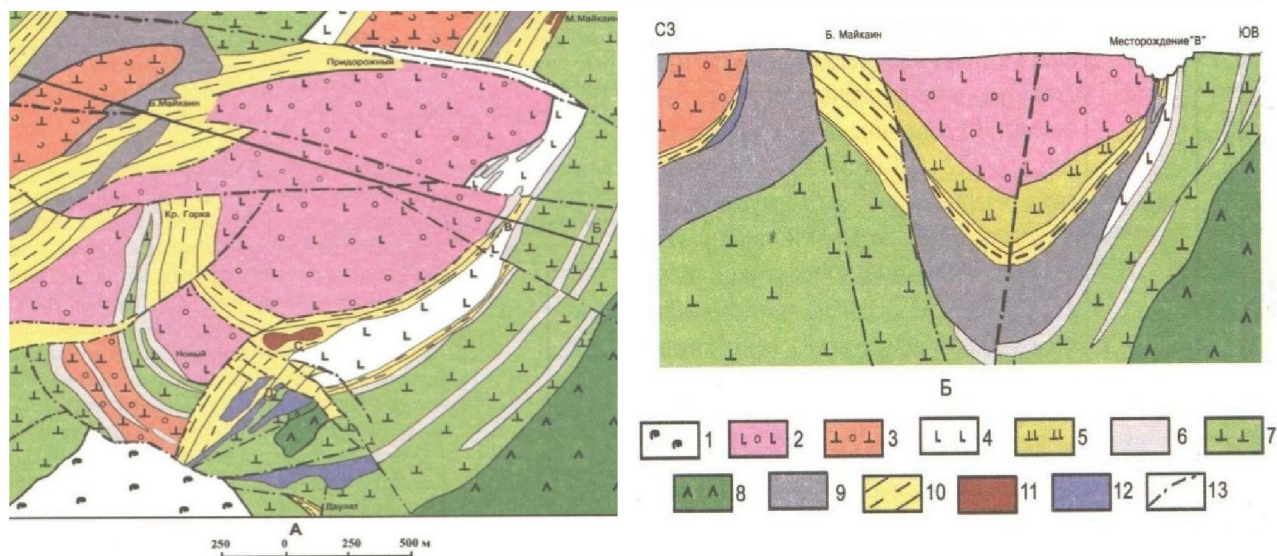 М.Майкаин
Придорожный
Б.Майкаин
Кр. Горка
Б
В
С
Новый
Даулет
А
250 0 250 500 м
СЗ
Б. Майкаин
Месторождение"В"
ЮВ
Б
1
2
3
4
5
6
7
8
9
10
11
12
13